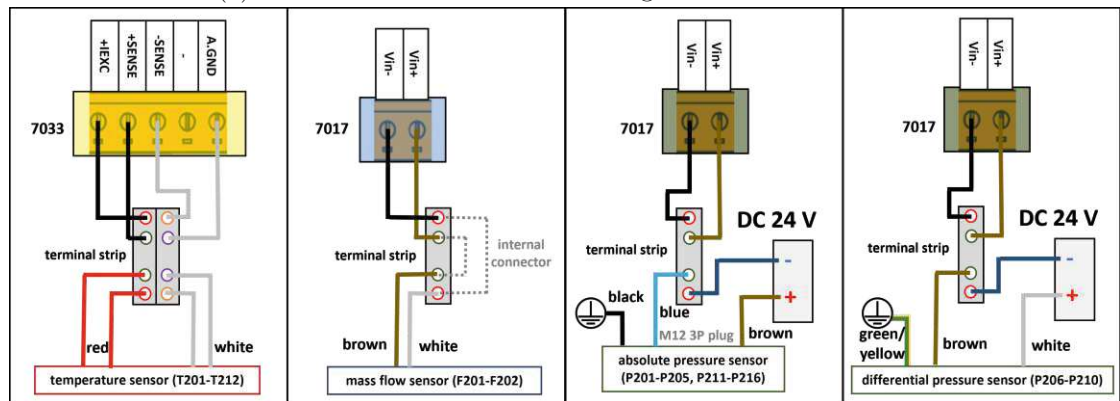 +IEXC
+SENSE
-SENSE
-
A.GND
7033
terminal strip
red
white
temperature sensor (T201-T212)
Vin-
Vin+
7017
terminal strip
internal
connector
brown
white
mass flow sensor (F201-F202)
Vin-
Vin+
7017
DC 24 V
terminal strip
-
+
black
blue
M12 3P plug
brown
absolute pressure sensor
(P201-P205, P211-P216)
Vin-
Vin+
7017
DC 24 V
terminal strip
-
+
green/
yellow
brown
white
differential pressure sensor (P206-P210)